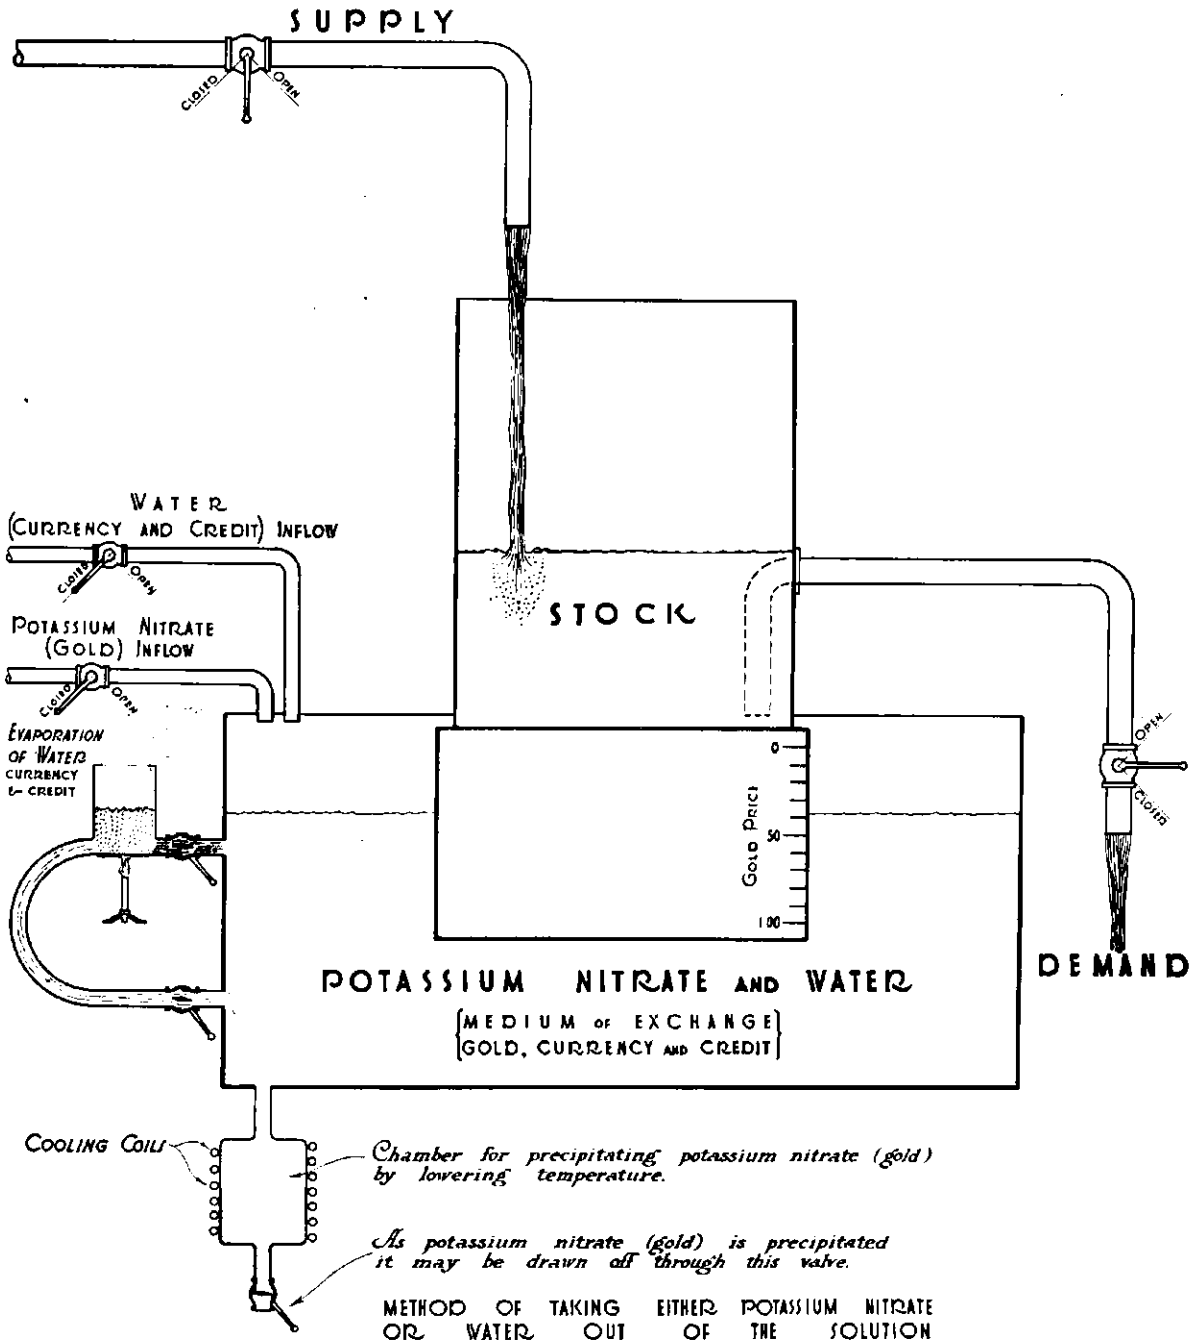 SUPPLY
CLOSED
OPEN
WATER
(CURRENCY AND CREDIT) INFLOW
CLOSED
OPEN
POTASSIUM NITRATE
(GOLD) INFLOW
CLOSED
OPEN
EVAPORATION
OF WATER
CURRENCY
& CREDIT
STOCK
0
50
100
GOLD PRICE
OPEN
CLOSED
DEMAND
POTASSIUM NITRATE AND WATER
{MEDIUM OF EXCHANGE}
{GOLD, CURRENCY AND CREDIT}
COOLING COILS
Chamber for precipitating potassium nitrate (gold)
by lowering temperature.
As potassium nitrate (gold) is precipitated
it may be drawn off through this valve.
METHOD OF TAKING EITHER POTASSIUM NITRATE
OR WATER OUT OF THE SOLUTION